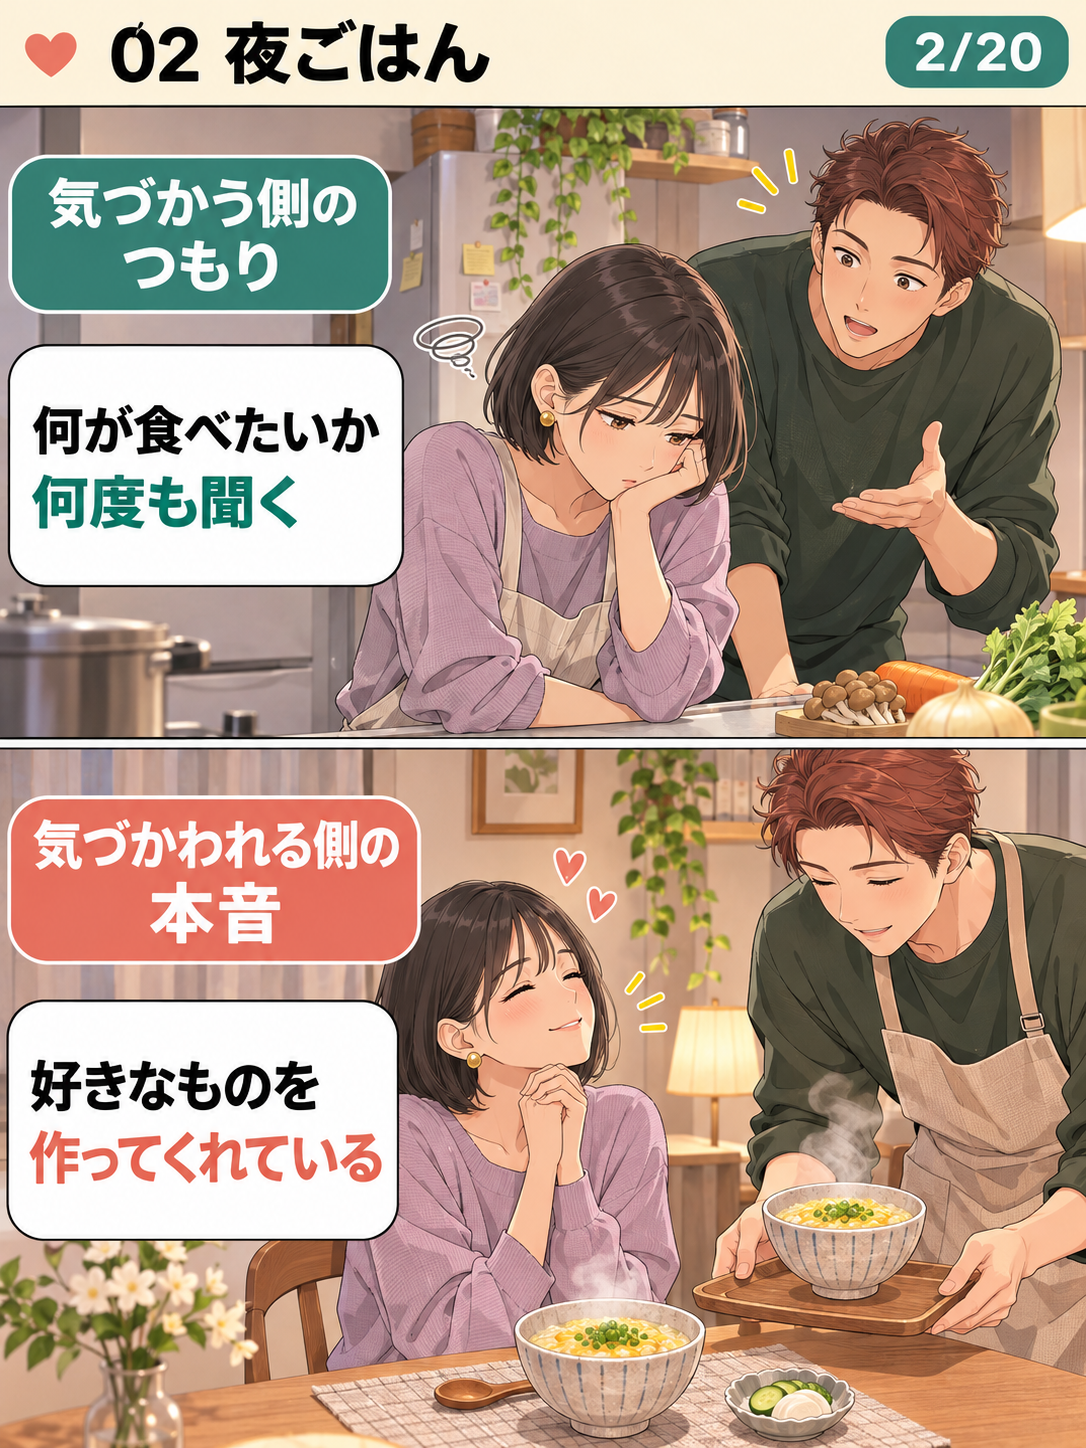 02 夜ごはん
2/20
気づかう側の
つもり
何が食べたいか
何度も聞く
気づかわれる側の
本音
好きなものを
作ってくれている